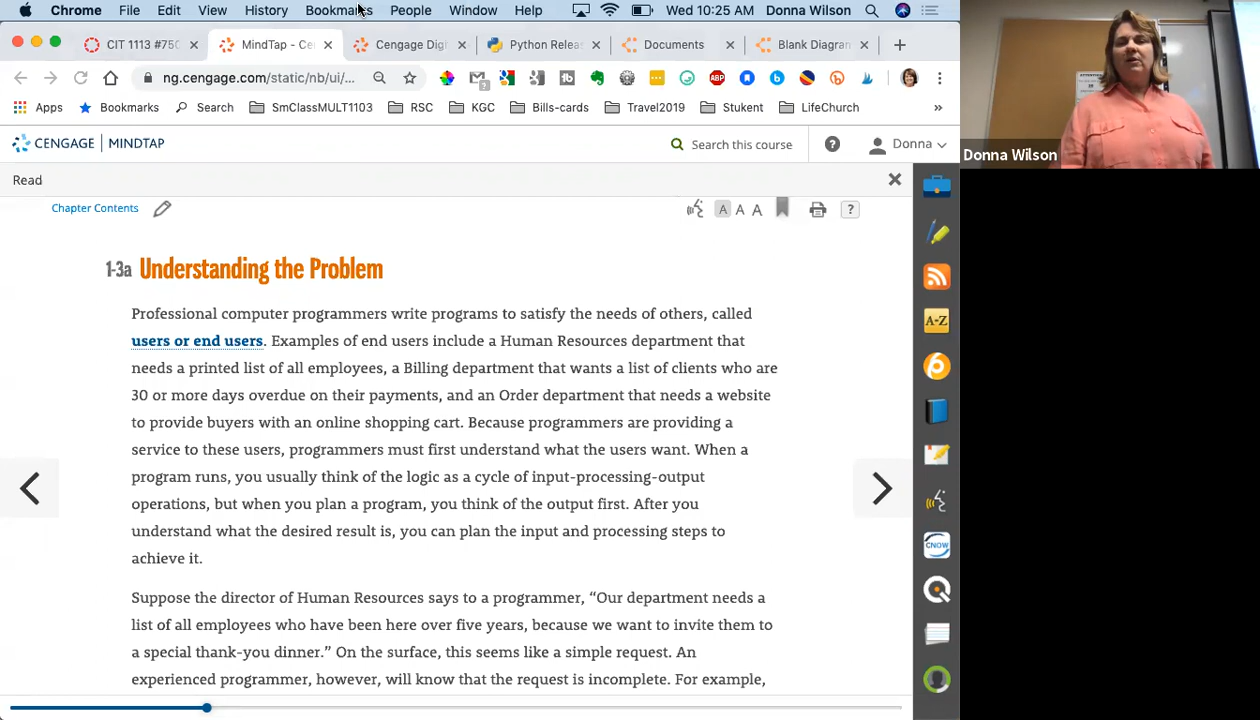 Chrome File Edit View History Bookmarks People Window Help Wed 10:25 AM Donna Wilson
CIT 1113 #750 MindTap - Ce Cengage Digi Python Relea Documents Blank Diagram
ng.cengage.com/static/nb/ui/...
Apps Bookmarks Search SmClassMULT1103 RSC KGC Bills-cards Travel2019 Stukent LifeChurch »
CENGAGE | MINDTAP Search this course ? Donna
Read
Chapter Contents A A A ?
1-3a Understanding the Problem
Professional computer programmers write programs to satisfy the needs of others, called
users or end users. Examples of end users include a Human Resources department that
needs a printed list of all employees, a Billing department that wants a list of clients who are
30 or more days overdue on their payments, and an Order department that needs a website
to provide buyers with an online shopping cart. Because programmers are providing a
service to these users, programmers must first understand what the users want. When a
program runs, you usually think of the logic as a cycle of input-processing-output
operations, but when you plan a program, you think of the output first. After you
understand what the desired result is, you can plan the input and processing steps to
achieve it.
Suppose the director of Human Resources says to a programmer, “Our department needs a
list of all employees who have been here over five years, because we want to invite them to
a special thank-you dinner.” On the surface, this seems like a simple request. An
experienced programmer, however, will know that the request is incomplete. For example,
A-Z
CNOW
ATTENTION
Donna Wilson